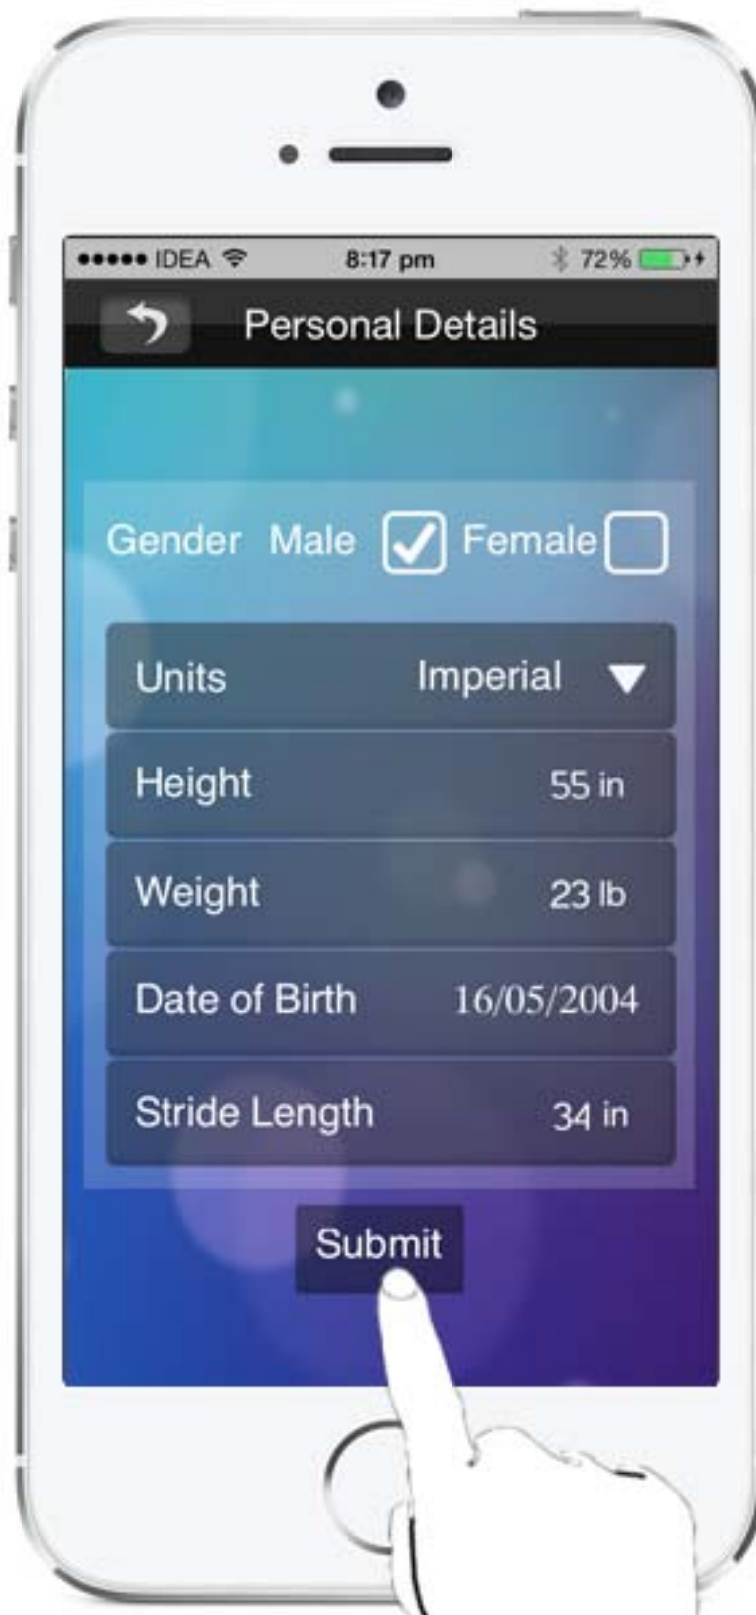 IDEA 8:17 pm 72%
Personal Details
Gender Male Female
Units Imperial
Height 55 in
Weight 23 lb
Date of Birth 16/05/2004
Stride Length 34 in
Submit